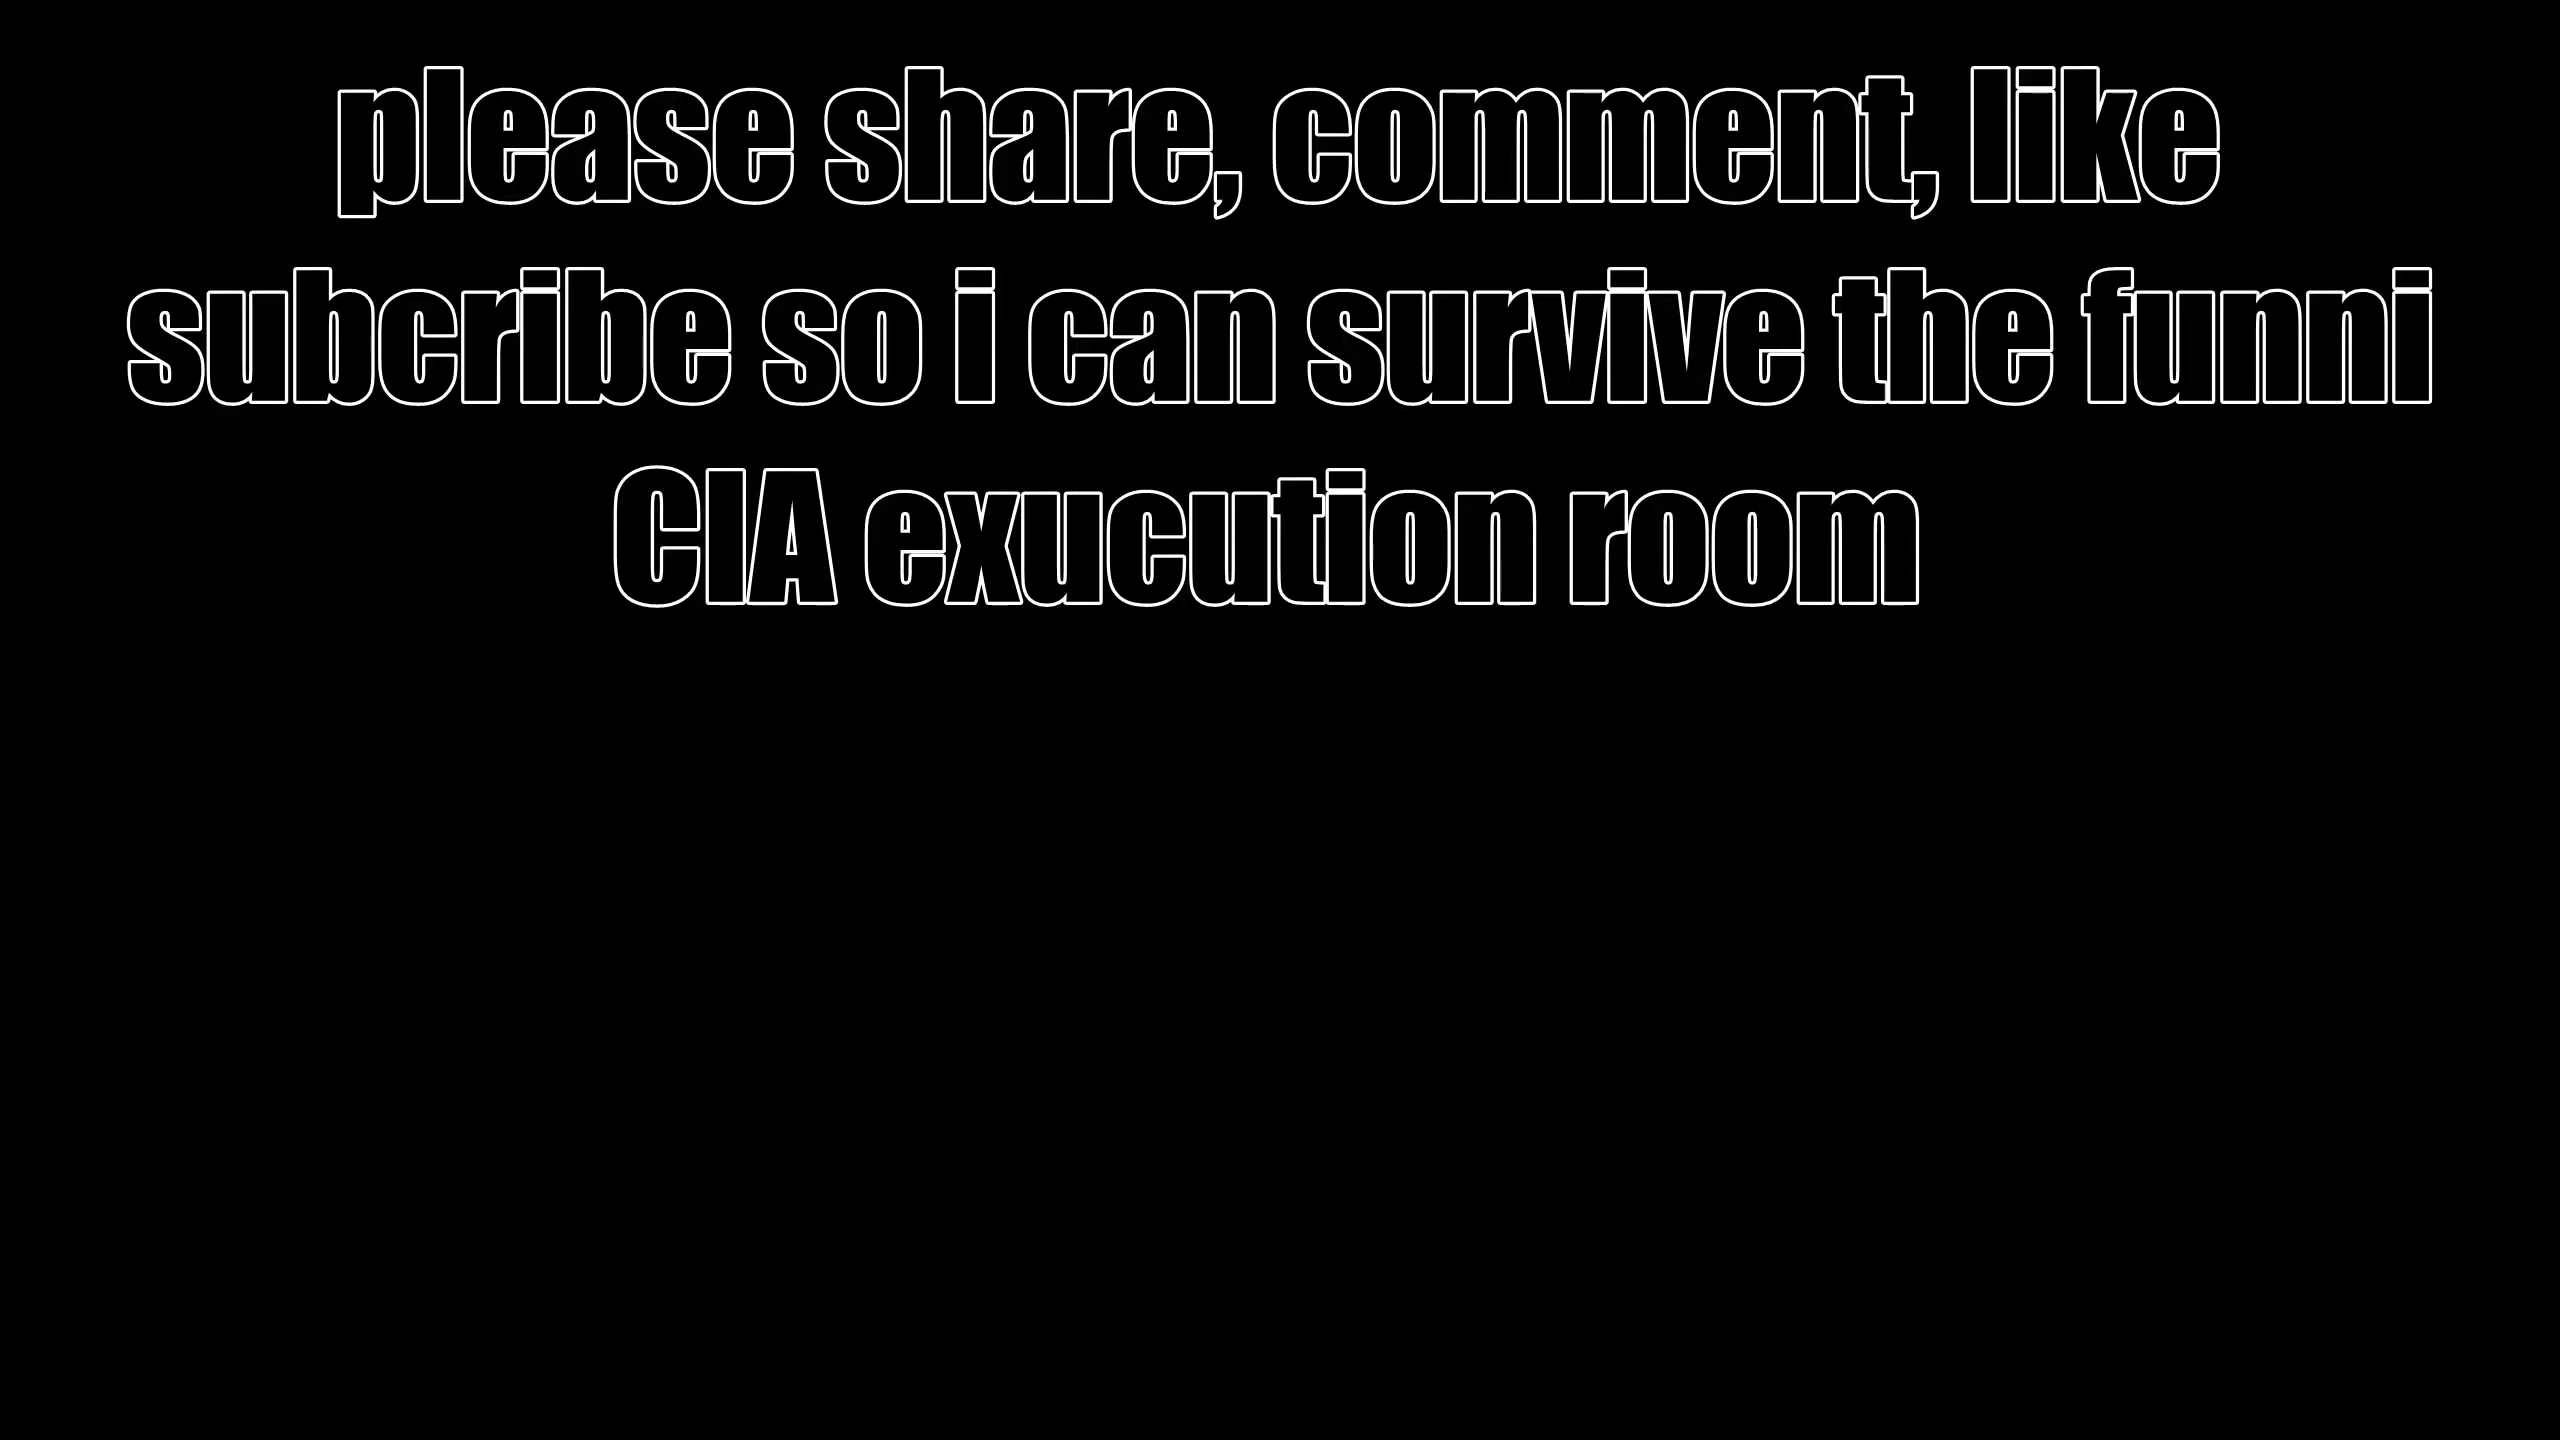 please share, comment, like
subcribe so i can survive the funni
CIA exucution room